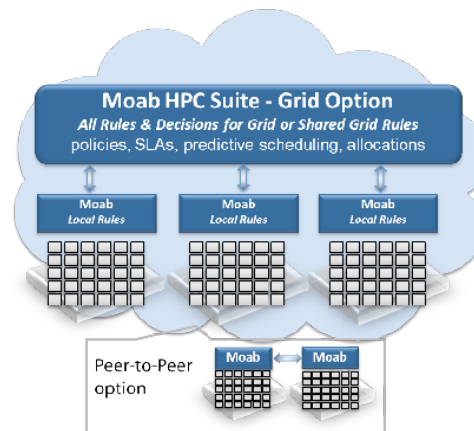 Moab HPC Suite - Grid Option
All Rules & Decisions for Grid or Shared Grid Rules
policies, SLAs, predictive scheduling, allocations
Moab
Local Rules
Moab
Local Rules
Moab
Local Rules
Peer-to-Peer
option
Moab
Moab